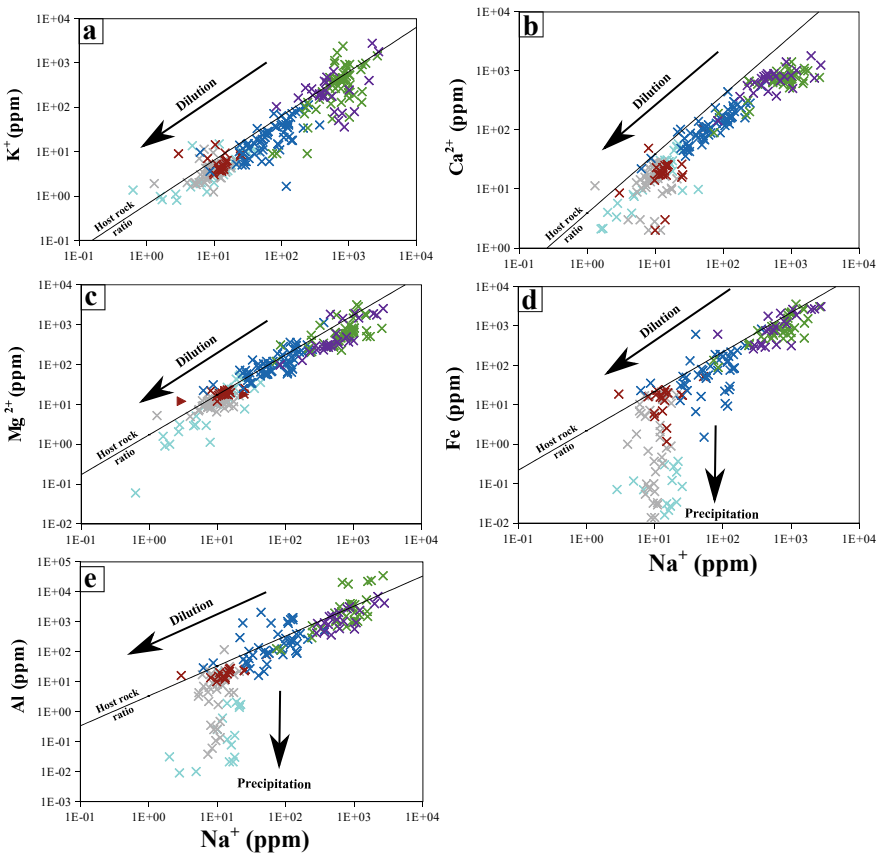 a
K⁺(ppm)
1E+04
1E+03
1E+02
1E+01
1E+00
1E-01
Dilution
Host rock
ratio
1E-01 1E+00 1E+01 1E+02 1E+03 1E+04
b
Ca²⁺ (ppm)
1E+04
1E+03
1E+02
1E+01
1E+00
Dilution
Host rock
ratio
1E-01 1E+00 1E+01 1E+02 1E+03 1E+04
c
Mg²⁺ (ppm)
1E+04
1E+03
1E+02
1E+01
1E+00
1E-01
1E-02
Dilution
Host rock
ratio
1E-01 1E+00 1E+01 1E+02 1E+03 1E+04
d
Fe (ppm)
1E+04
1E+03
1E+02
1E+01
1E+00
1E-01
1E-02
Dilution
Host rock
ratio
Precipitation
1E-01 1E+00 1E+01 1E+02 1E+03 1E+04
Na⁺ (ppm)
e
Al (ppm)
1E+05
1E+04
1E+03
1E+02
1E+01
1E+00
1E-01
1E-02
1E-03
Dilution
Host rock
ratio
Precipitation
1E-01 1E+00 1E+01 1E+02 1E+03 1E+04
Na⁺ (ppm)